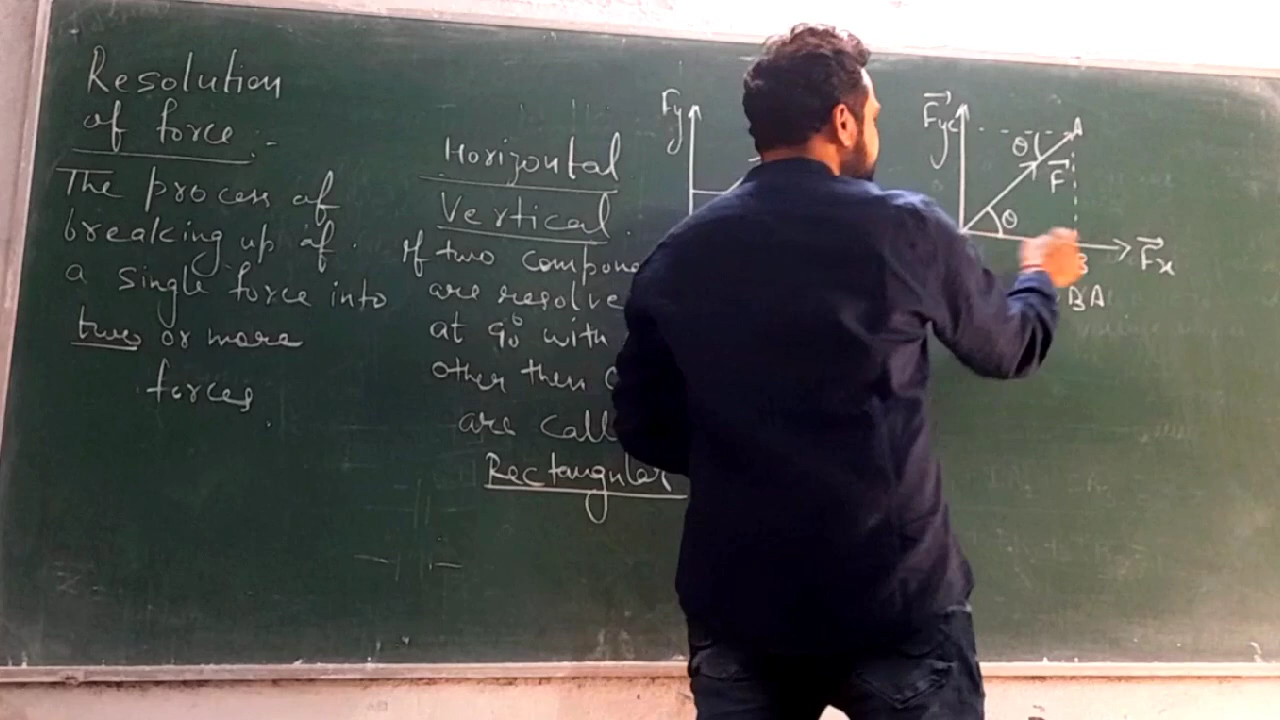 Resolution
of force:-
The process of
breaking up of
a single force into
two or more
forces.
Horizontal
Vertical.
If two compone
are resolve
at 90° with
other then
are call
Rectangular
Fy
F
θ
A
θ
F
Fx
B
BA